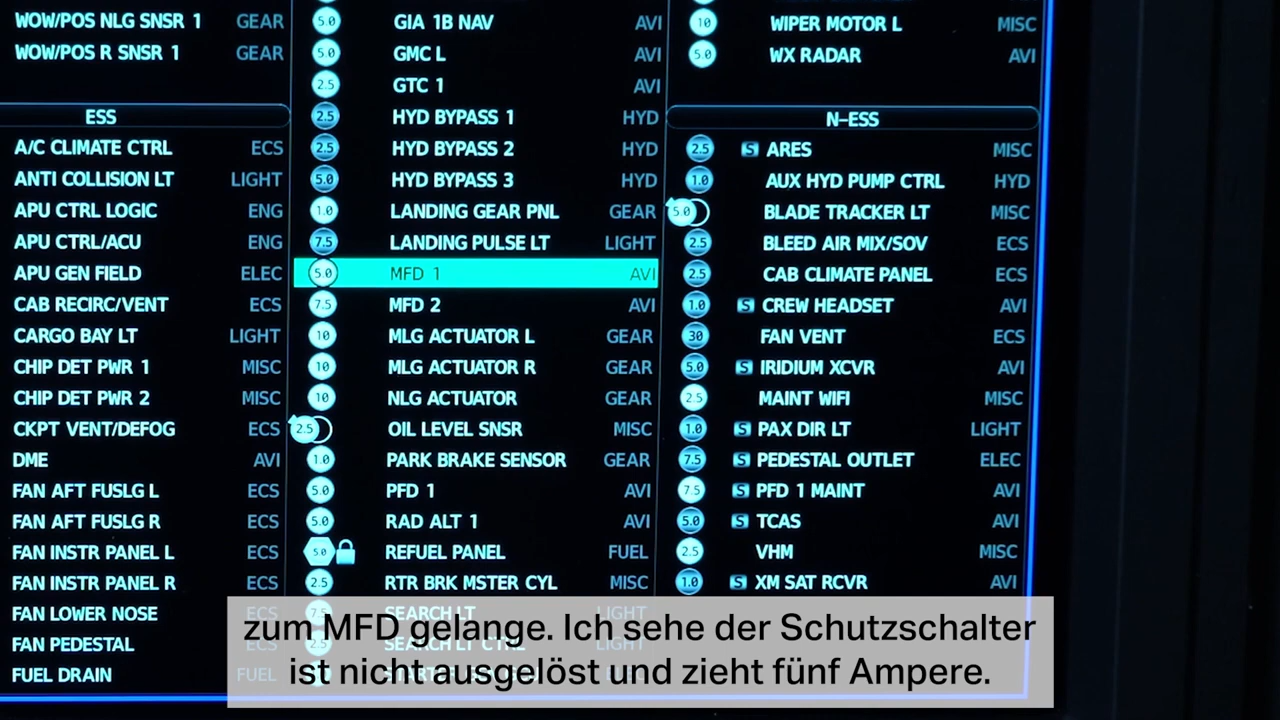 WOW/POS NLG SNSR 1 GEAR
WOW/POS R SNSR 1 GEAR
ESS
A/C CLIMATE CTRL ECS
ANTI COLLISION LT LIGHT
APU CTRL LOGIC ENG
APU CTRL/ACU ENG
APU GEN FIELD ELEC
CAB RECIRC/VENT ECS
CARGO BAY LT LIGHT
CHIP DET PWR 1 MISC
CHIP DET PWR 2 MISC
CKPT VENT/DEFOG ECS
DME AVI
FAN AFT FUSLG L ECS
FAN AFT FUSLG R ECS
FAN INSTR PANEL L ECS
FAN INSTR PANEL R ECS
FAN LOWER NOSE ECS
FAN PEDESTAL ECS
FUEL DRAIN FUEL
5.0 GIA 1B NAV AVI
5.0 GMC L AVI
2.5 GTC 1 AVI
2.5 HYD BYPASS 1 HYD
2.5 HYD BYPASS 2 HYD
5.0 HYD BYPASS 3 HYD
1.0 LANDING GEAR PNL GEAR
7.5 LANDING PULSE LT LIGHT
5.0 MFD 1 AVI
7.5 MFD 2 AVI
10 MLG ACTUATOR L GEAR
10 MLG ACTUATOR R GEAR
10 NLG ACTUATOR GEAR
2.5 OIL LEVEL SNSR MISC
1.0 PARK BRAKE SENSOR GEAR
5.0 PFD 1 AVI
5.0 RAD ALT 1 AVI
5.0 REFUEL PANEL FUEL
2.5 RTR BRK MSTER CYL MISC
7.5 SEARCH LT LIGHT
2.5 SEARCH LT CTRL LIGHT
10 WIPER MOTOR L MISC
5.0 WX RADAR AVI
N-ESS
2.5 S ARES MISC
1.0 AUX HYD PUMP CTRL HYD
5.0 BLADE TRACKER LT MISC
2.5 BLEED AIR MIX/SOV ECS
2.5 CAB CLIMATE PANEL ECS
1.0 S CREW HEADSET AVI
30 FAN VENT ECS
5.0 S IRIDIUM XCVR AVI
2.5 MAINT WIFI MISC
1.0 S PAX DIR LT LIGHT
7.5 S PEDESTAL OUTLET ELEC
7.5 S PFD 1 MAINT AVI
5.0 S TCAS AVI
2.5 VHM MISC
1.0 S XM SAT RCVR AVI
zum MFD gelange. Ich sehe der Schutzschalter
ist nicht ausgelöst und zieht fünf Ampere.